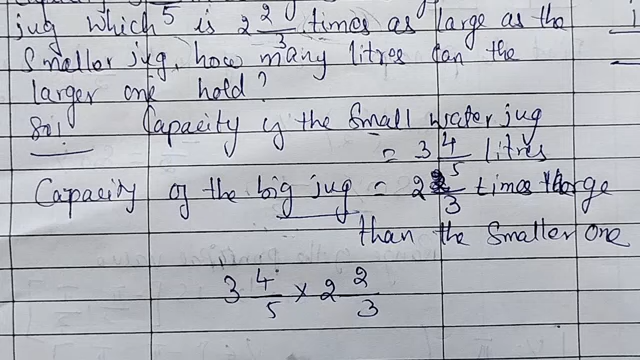 jug which 5 is 2 2/3 times as large as the
smaller jug, how many litres can the
larger one hold?
Sol Capacity of the Small water jug
= 3 4/5 litres
Capacity of the big jug = 2 2/3 times
than the Smaller One
3 4/5 × 2 2/3